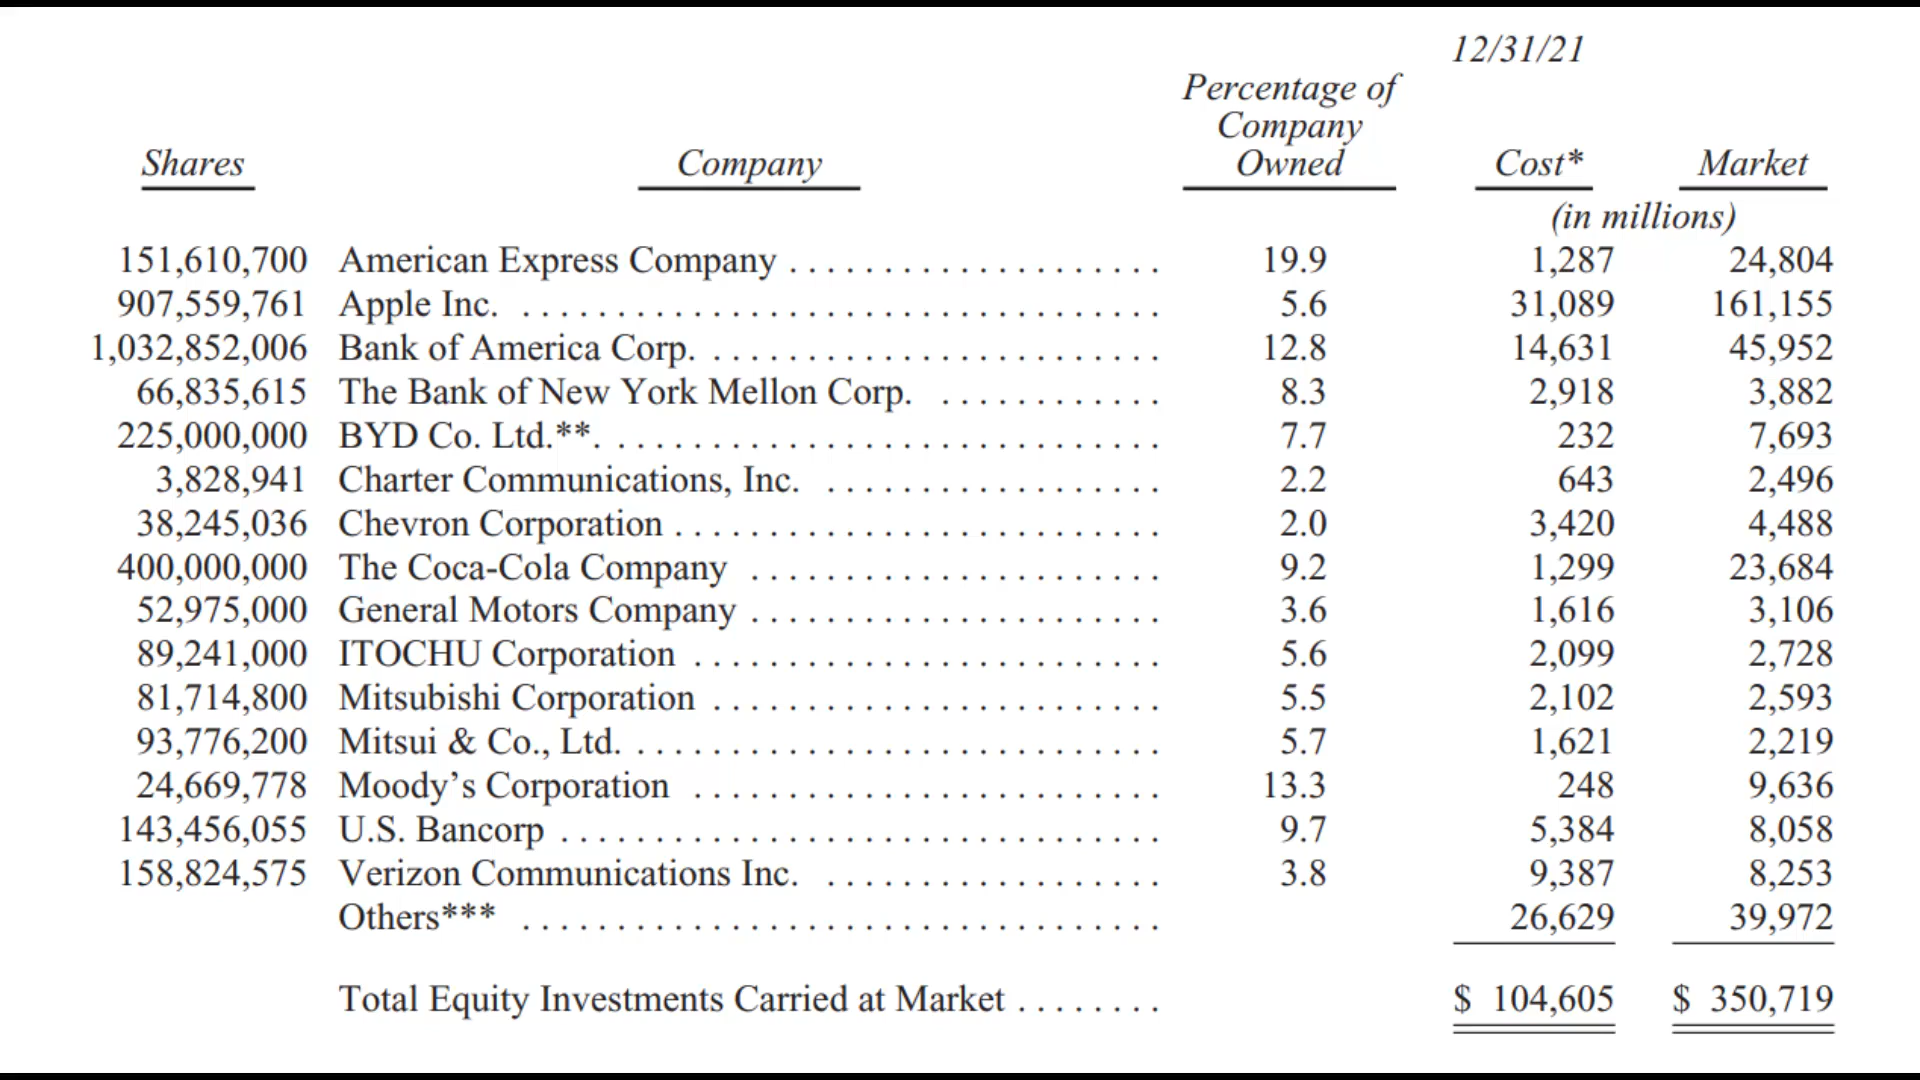 12/31/21
Percentage of
Company
Shares Company Owned Cost* Market
(in millions)
151,610,700 American Express Company . . . . . . . . . . . . . . . . . . . . 19.9 1,287 24,804
907,559,761 Apple Inc. . . . . . . . . . . . . . . . . . . . . . . . . . . . . . . . . . . 5.6 31,089 161,155
1,032,852,006 Bank of America Corp. . . . . . . . . . . . . . . . . . . . . . . . . 12.8 14,631 45,952
66,835,615 The Bank of New York Mellon Corp. . . . . . . . . . . . . 8.3 2,918 3,882
225,000,000 BYD Co. Ltd.**. . . . . . . . . . . . . . . . . . . . . . . . . . . . . . 7.7 232 7,693
3,828,941 Charter Communications, Inc. . . . . . . . . . . . . . . . . . . 2.2 643 2,496
38,245,036 Chevron Corporation . . . . . . . . . . . . . . . . . . . . . . . . . . 2.0 3,420 4,488
400,000,000 The Coca-Cola Company . . . . . . . . . . . . . . . . . . . . . . 9.2 1,299 23,684
52,975,000 General Motors Company . . . . . . . . . . . . . . . . . . . . . . 3.6 1,616 3,106
89,241,000 ITOCHU Corporation . . . . . . . . . . . . . . . . . . . . . . . . . 5.6 2,099 2,728
81,714,800 Mitsubishi Corporation . . . . . . . . . . . . . . . . . . . . . . . . 5.5 2,102 2,593
93,776,200 Mitsui & Co., Ltd. . . . . . . . . . . . . . . . . . . . . . . . . . . . . 5.7 1,621 2,219
24,669,778 Moody’s Corporation . . . . . . . . . . . . . . . . . . . . . . . . . 13.3 248 9,636
143,456,055 U.S. Bancorp . . . . . . . . . . . . . . . . . . . . . . . . . . . . . . . . 9.7 5,384 8,058
158,824,575 Verizon Communications Inc. . . . . . . . . . . . . . . . . . . 3.8 9,387 8,253
Others*** . . . . . . . . . . . . . . . . . . . . . . . . . . . . . . . . . . 26,629 39,972
Total Equity Investments Carried at Market . . . . . . . . $ 104,605 $ 350,719